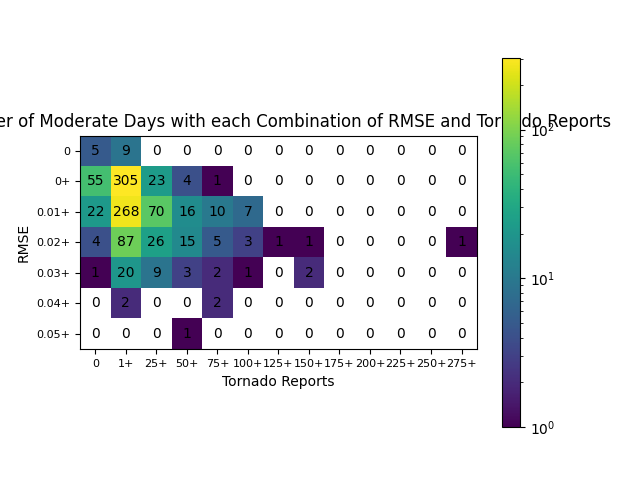 er of Moderate Days with each Combination of RMSE and Tornado Reports
RMSE
0 5 9 0 0 0 0 0 0 0 0 0 0 0
0+ 55 305 23 4 1 0 0 0 0 0 0 0 0
0.01+ 22 268 70 16 10 7 0 0 0 0 0 0 0
0.02+ 4 87 26 15 5 3 1 1 0 0 0 0 1
0.03+ 1 20 9 3 2 1 0 2 0 0 0 0 0
0.04+ 0 2 0 0 2 0 0 0 0 0 0 0 0
0.05+ 0 0 0 1 0 0 0 0 0 0 0 0 0
0 1+ 25+ 50+ 75+ 100+ 125+ 150+ 175+ 200+ 225+ 250+ 275+
Tornado Reports
10²
10¹
10⁰